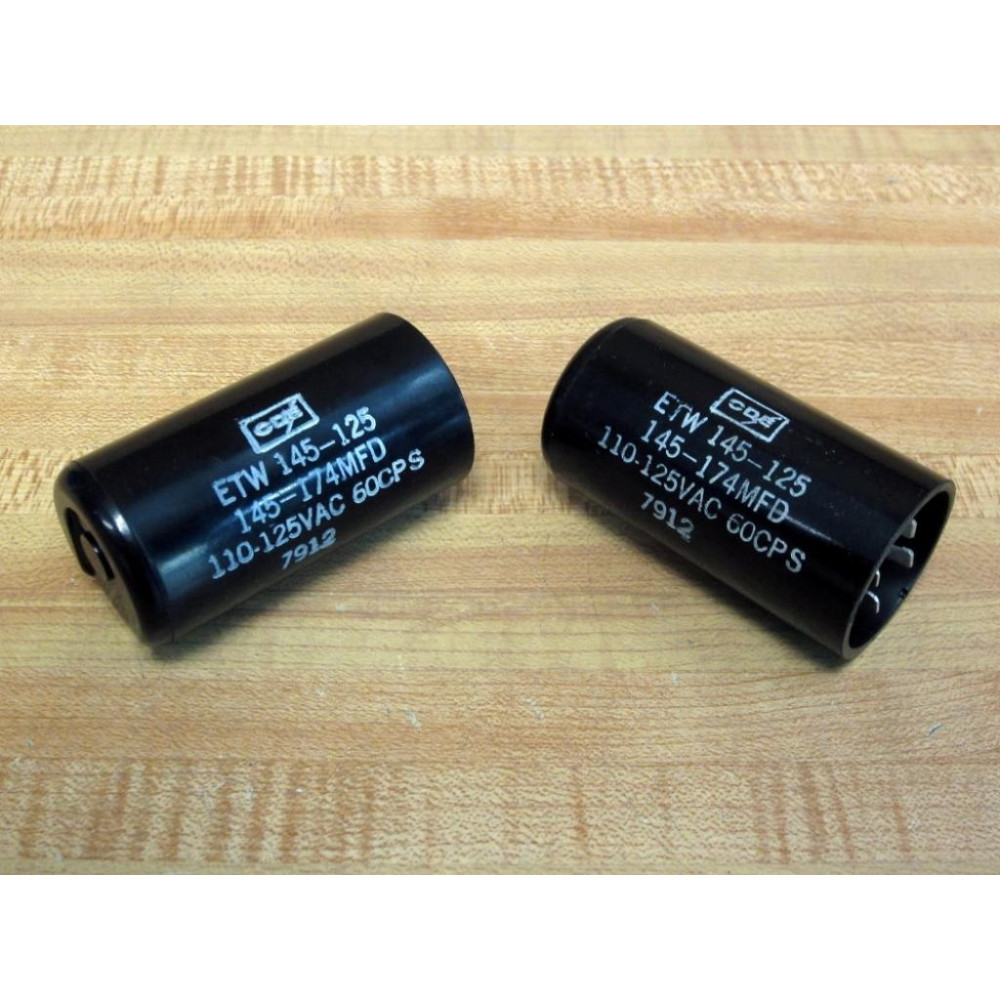 CDE
ETW 145-125
145-174MFD
110-125VAC 60CPS
7912
CDE
ETW 145-125
145-174MFD
110-125VAC 60CPS
7912